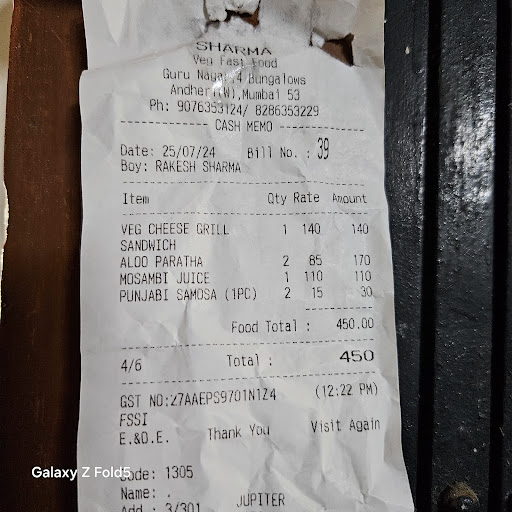 SHARMA
Veg Fast Food
Guru Nagar,4 Bungalows
Andheri(W),Mumbai 53
Ph: 9076353124/ 8286353229
CASH MEMO
Date: 25/07/24 Bill No. : 39
Boy: RAKESH SHARMA
Item Qty Rate Amount
VEG CHEESE GRILL 1 140 140
SANDWICH
ALOO PARATHA 2 85 170
MOSAMBI JUICE 1 110 110
PUNJABI SAMOSA (1PC) 2 15 30
Food Total : 450.00
4/6 Total : 450
GST NO:27AAEPS9701N1Z4 (12:22 PM)
FSSI
E.&O.E. Thank You Visit Again
Code: 1305
Name: .
Add : 3/301 JUPITER
Galaxy Z Fold5